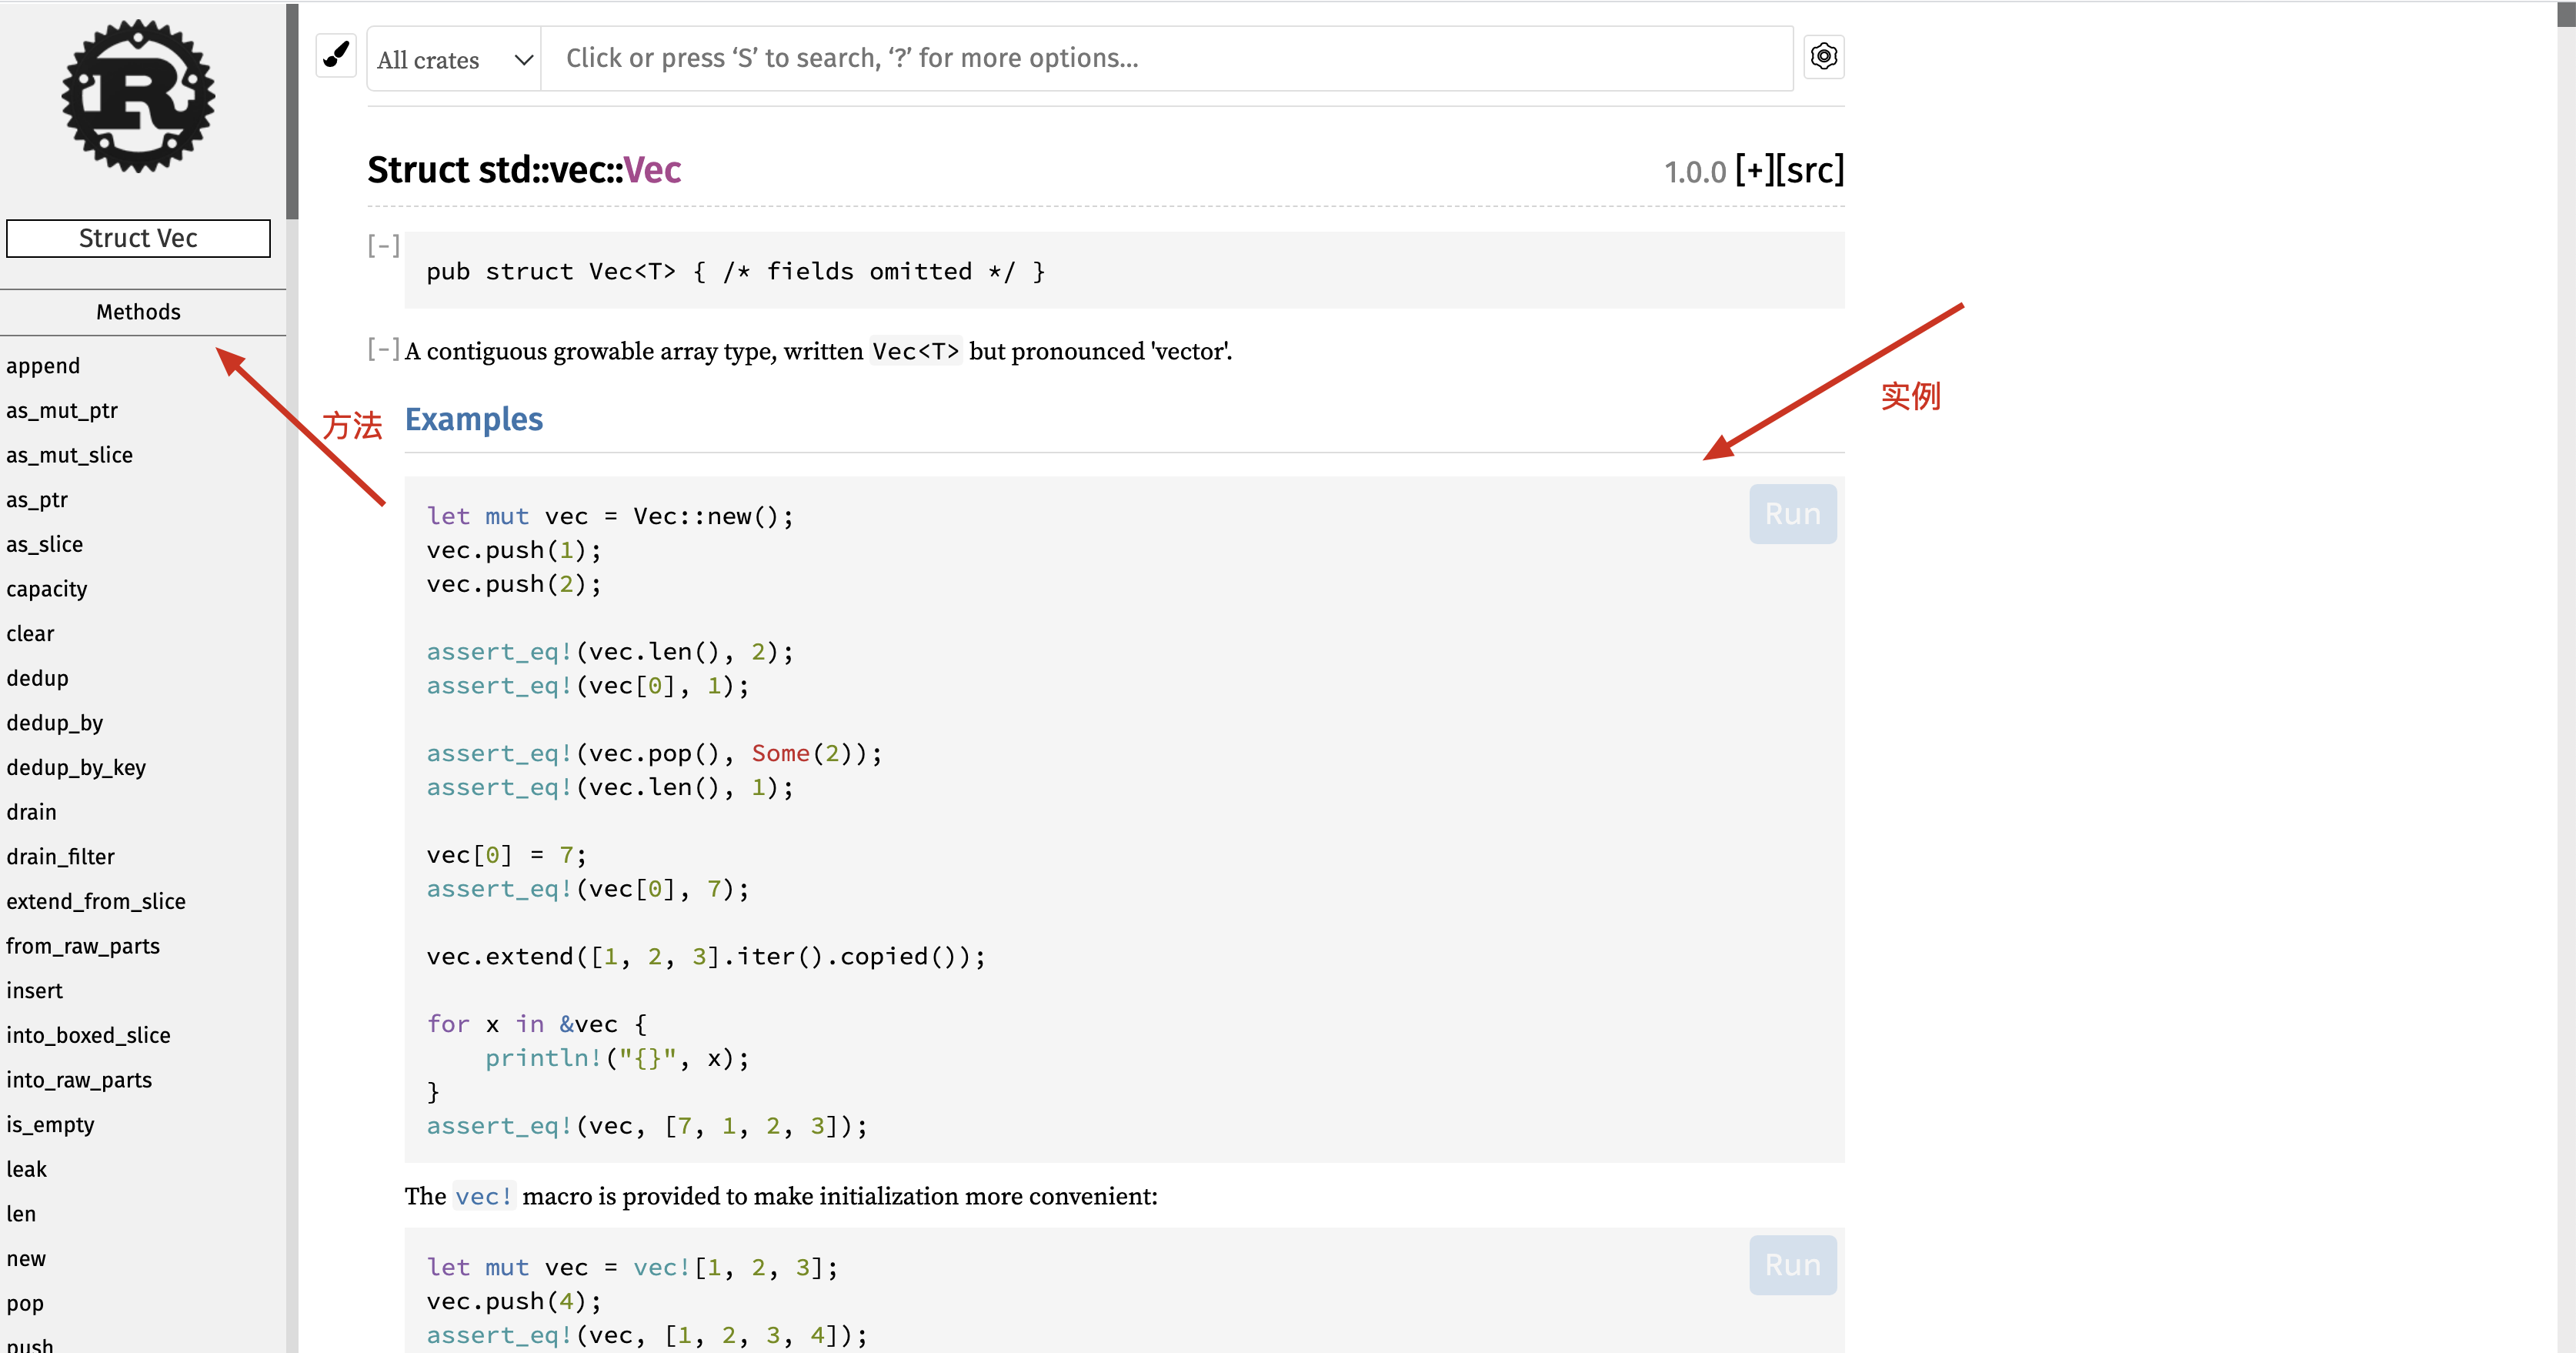 R
Struct Vec
Methods
append
as_mut_ptr
as_mut_slice
as_ptr
as_slice
capacity
clear
dedup
dedup_by
dedup_by_key
drain
drain_filter
extend_from_slice
from_raw_parts
insert
into_boxed_slice
into_raw_parts
is_empty
leak
len
new
pop
push
方法
All crates
Click or press ‘S’ to search, ‘?’ for more options...
Struct std::vec::Vec
1.0.0 [+][src]
[-]
pub struct Vec<T> { /* fields omitted */ }
[-] A contiguous growable array type, written Vec<T> but pronounced 'vector'.
实例
Examples
Run
let mut vec = Vec::new();
vec.push(1);
vec.push(2);
assert_eq!(vec.len(), 2);
assert_eq!(vec[0], 1);
assert_eq!(vec.pop(), Some(2));
assert_eq!(vec.len(), 1);
vec[0] = 7;
assert_eq!(vec[0], 7);
vec.extend([1, 2, 3].iter().copied());
for x in &vec {
    println!("{}", x);
}
assert_eq!(vec, [7, 1, 2, 3]);
The vec! macro is provided to make initialization more convenient:
Run
let mut vec = vec![1, 2, 3];
vec.push(4);
assert_eq!(vec, [1, 2, 3, 4]);